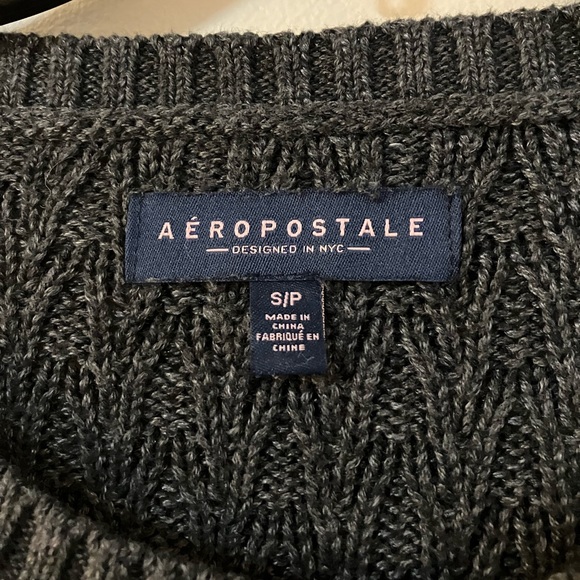 AÉROPOSTALE
DESIGNED IN NYC
S/P
MADE IN
CHINA
FABRIQUÉ EN
CHINE